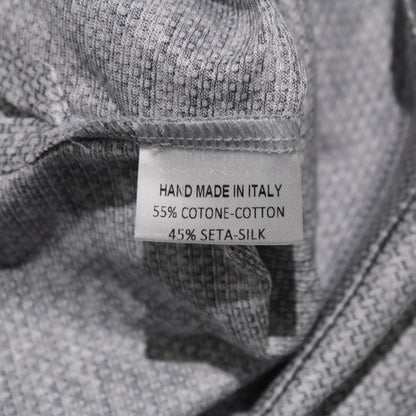 HAND MADE IN ITALY
55% COTONE-COTTON
45% SETA-SILK